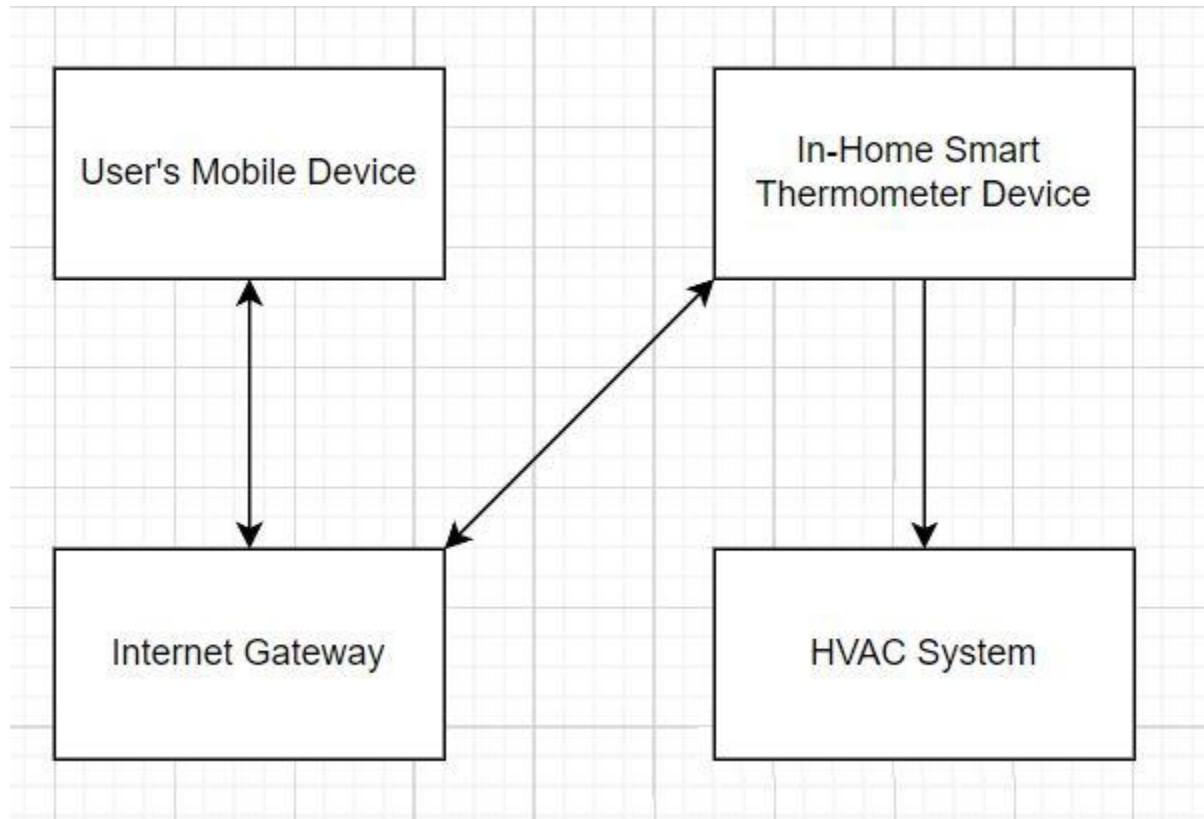 User's Mobile Device
In-Home Smart
Thermometer Device
Internet Gateway
HVAC System